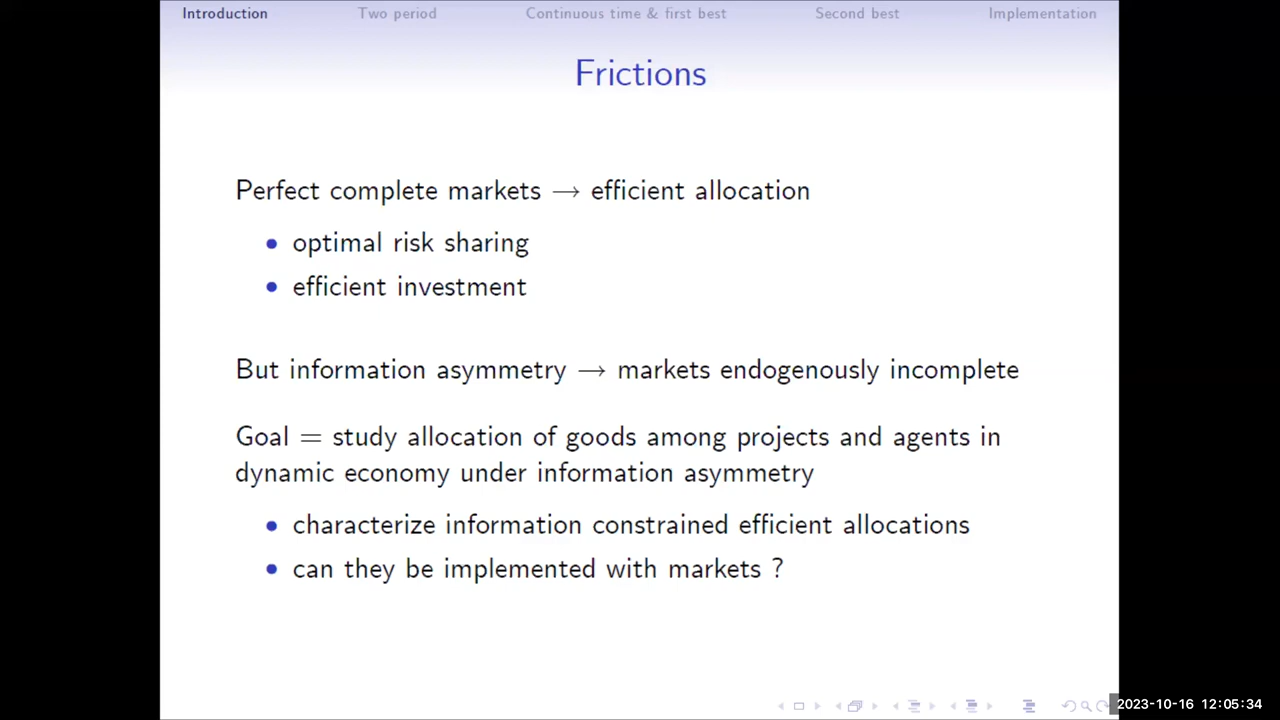 Introduction Two period Continuous time & first best Second best Implementation
Frictions
Perfect complete markets → efficient allocation
• optimal risk sharing
• efficient investment
But information asymmetry → markets endogenously incomplete
Goal = study allocation of goods among projects and agents in
dynamic economy under information asymmetry
• characterize information constrained efficient allocations
• can they be implemented with markets ?
2023-10-16 12:05:34